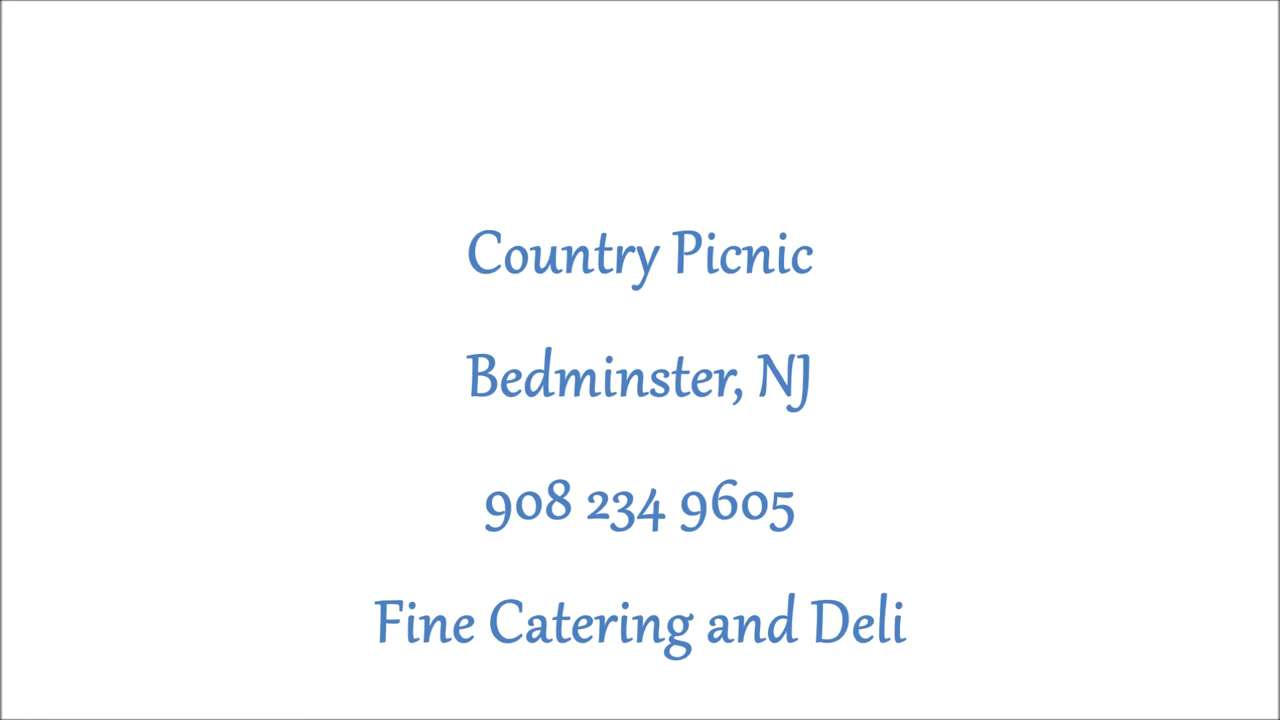 Country Picnic
Bedminster, NJ
908 234 9605
Fine Catering and Deli